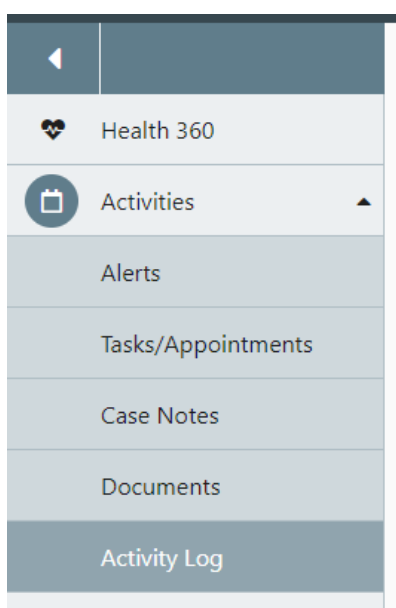 Health 360
Activities
Alerts
Tasks/Appointments
Case Notes
Documents
Activity Log